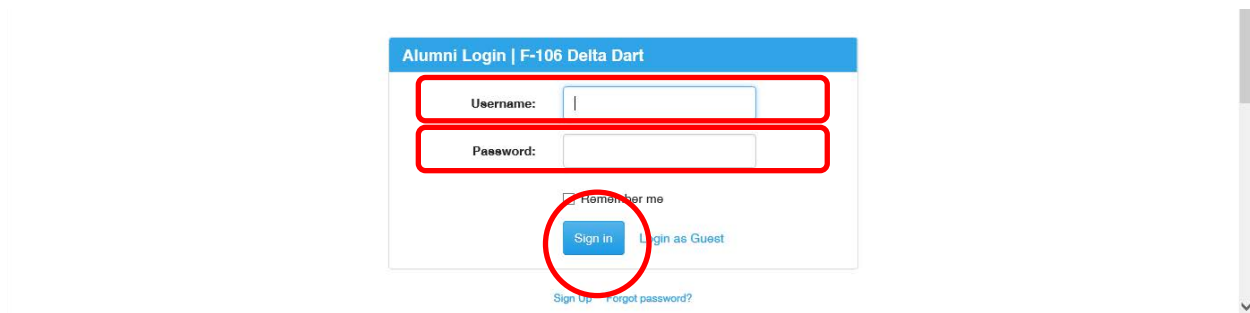 Alumni Login | F-106 Delta Dart
Username:
Password:
Remember me
Sign in Login as Guest
Sign Up Forgot password?